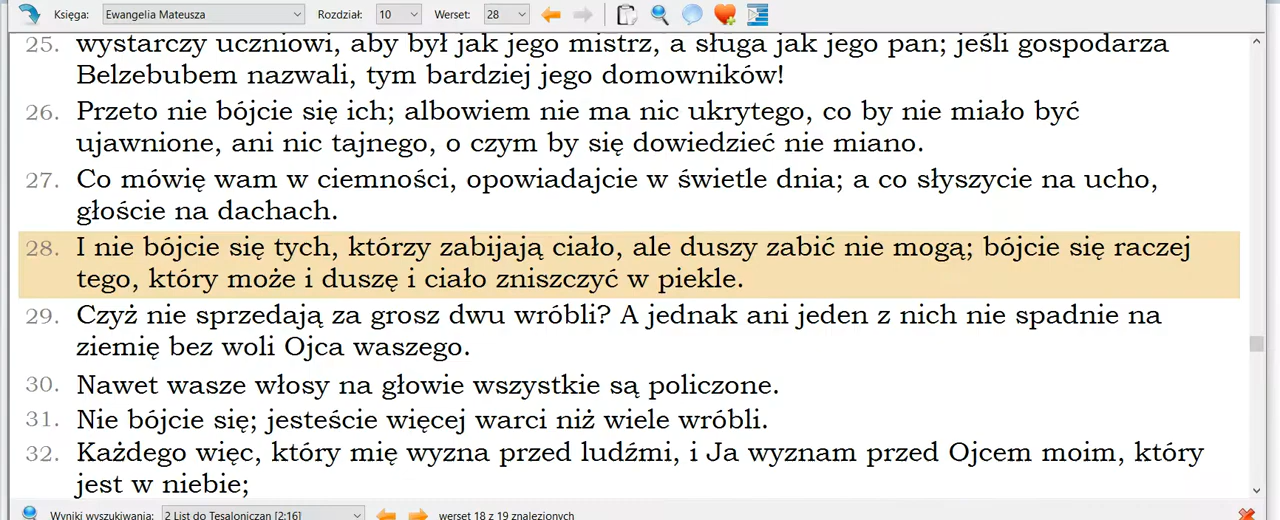 Księga: Ewangelia Mateusza Rozdział: 10 Werset: 28
25. wystarczy uczniowi, aby był jak jego mistrz, a sługa jak jego pan; jeśli gospodarza
Belzebubem nazwali, tym bardziej jego domowników!
26. Przeto nie bójcie się ich; albowiem nie ma nic ukrytego, co by nie miało być
ujawnione, ani nic tajnego, o czym by się dowiedzieć nie miano.
27. Co mówię wam w ciemności, opowiadajcie w świetle dnia; a co słyszycie na ucho,
głoście na dachach.
28. I nie bójcie się tych, którzy zabijają ciało, ale duszy zabić nie mogą; bójcie się raczej
tego, który może i duszę i ciało zniszczyć w piekle.
29. Czyż nie sprzedają za grosz dwu wróbli? A jednak ani jeden z nich nie spadnie na
ziemię bez woli Ojca waszego.
30. Nawet wasze włosy na głowie wszystkie są policzone.
31. Nie bójcie się; jesteście więcej warci niż wiele wróbli.
32. Każdego więc, który mię wyzna przed ludźmi, i Ja wyznam przed Ojcem moim, który
jest w niebie;
Wyniki wyszukiwania: 2 List do Tesaloniczan [2:16] werset 18 z 19 znalezionych